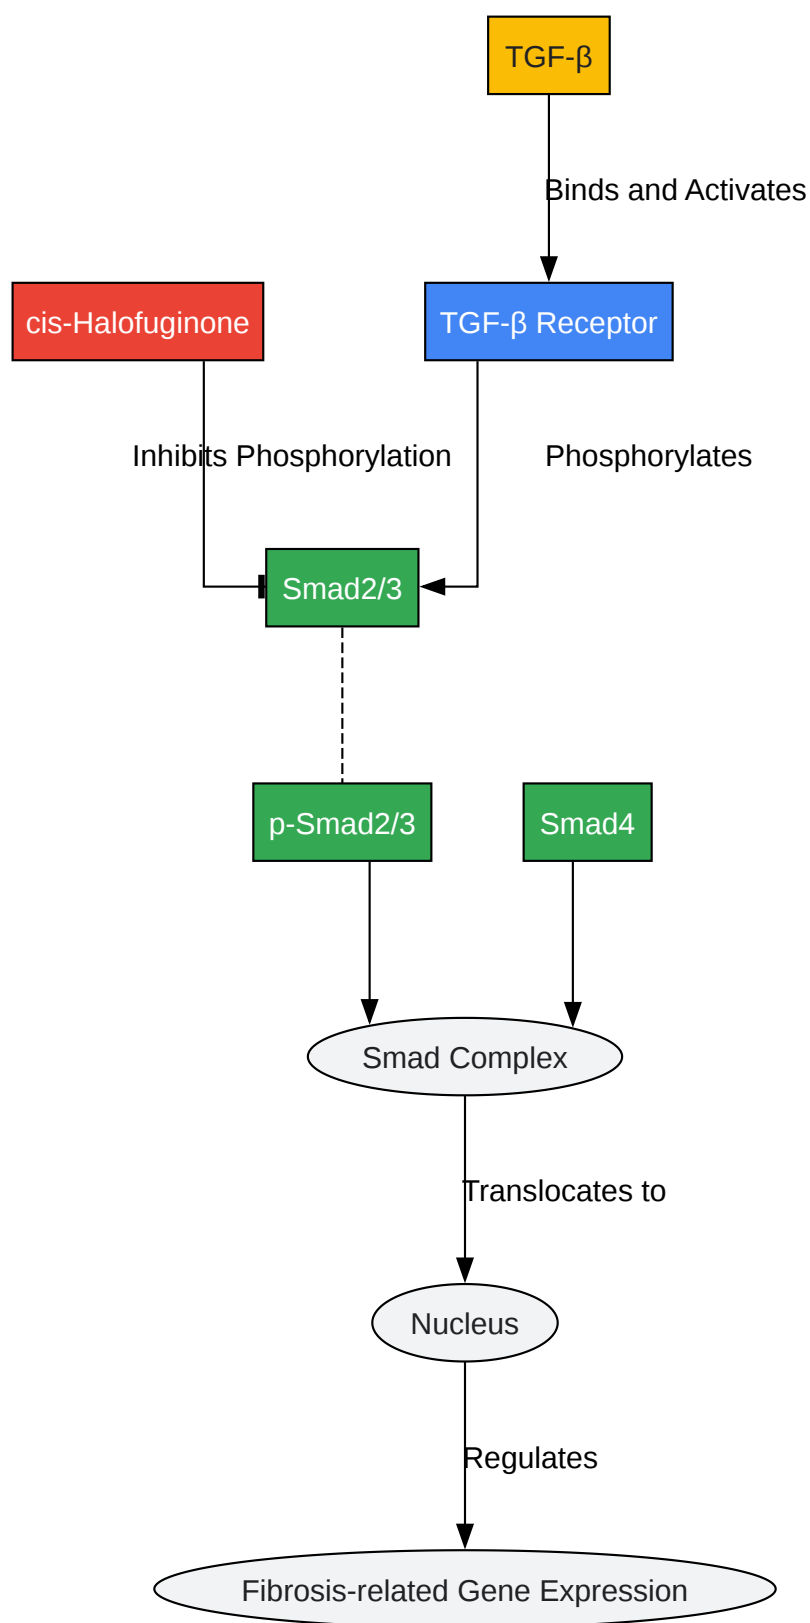 TGF-β
Binds and Activates
cis-Halofuginone
TGF-β Receptor
Inhibits Phosphorylation
Phosphorylates
Smad2/3
p-Smad2/3
Smad4
Smad Complex
Translocates to
Nucleus
Regulates
Fibrosis-related Gene Expression